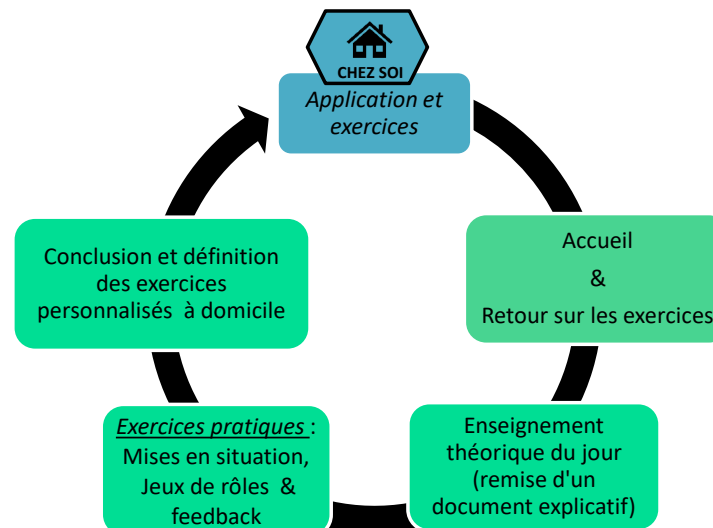 CHEZ SOI
Application et
exercices
Accueil
&
Retour sur les exercices
Enseignement
théorique du jour
(remise d'un
document explicatif)
Exercices pratiques :
Mises en situation,
Jeux de rôles &
feedback
Conclusion et définition
des exercices
personnalisés à domicile